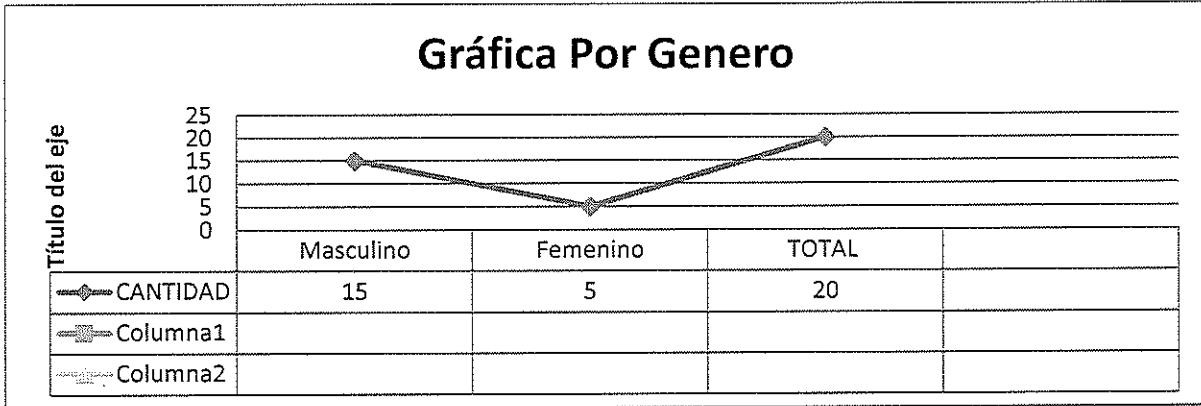 Gráfica Por Genero
Título del eje
25
20
15
10
5
0
Masculino Femenino TOTAL
CANTIDAD 15 5 20
Columna1
Columna2